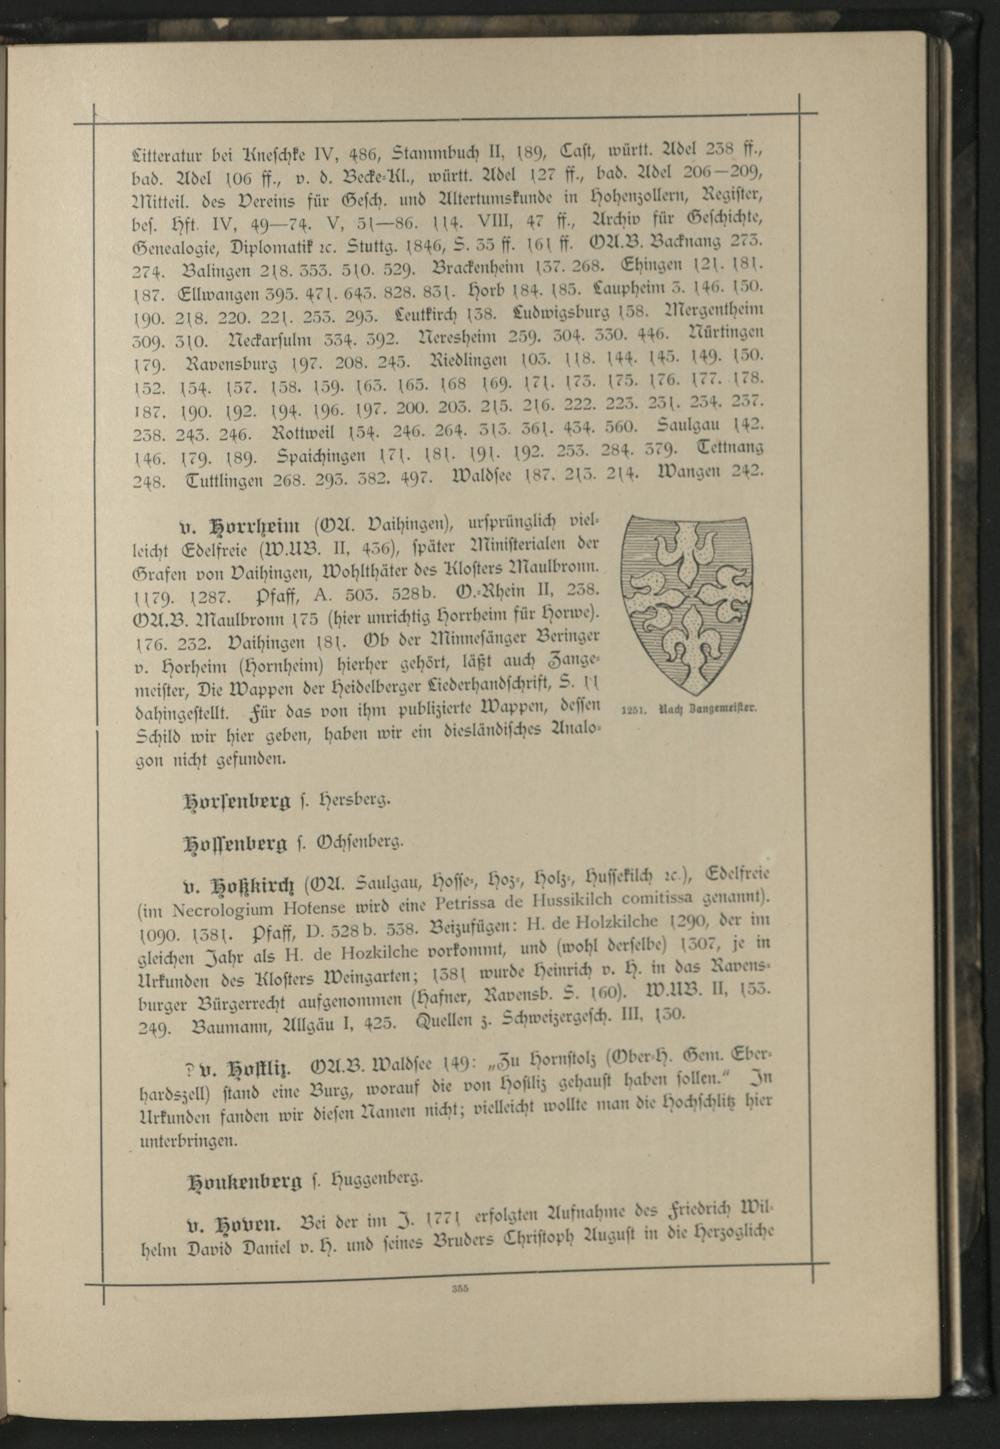 Litteratur bei Kneschke IV, 486, Stammbuch II, 189, Cast, württ. Adel 238 ff.,
bad. Adel 106 ff., v. d. Becke-Kl., württ. Adel 127 ff., bad. Adel 206—209,
Mitteil. des Vereins für Gesch. und Altertumskunde in Hohenzollern, Register,
bes. Hft. IV, 49—74. V, 51—86. 114. VIII, 47 ff., Archiv für Geschichte,
Genealogie, Diplomatik ꝛc. Stuttg. 1846, S. 35 ff. 161 ff. OA.B. Backnang 273.
274. Balingen 218. 353. 510. 529. Brackenheim 137. 268. Ehingen 121. 181.
187. Ellwangen 395. 471. 643. 828. 831. Horb 184. 185. Laupheim 3. 146. 150.
190. 218. 220. 221. 253. 293. Leutkirch 138. Ludwigsburg 158. Mergentheim
309. 310. Neckarsulm 334. 392. Neresheim 259. 304. 330. 446. Nürtingen
179. Ravensburg 197. 208. 245. Riedlingen 103. 118. 144. 145. 149. 150.
152. 154. 157. 158. 159. 163. 165. 168 169. 171. 173. 175. 176. 177. 178.
187. 190. 192. 194. 196. 197. 200. 203. 215. 216. 222. 223. 231. 234. 237.
238. 243. 246. Rottweil 154. 246. 264. 313. 361. 434. 560. Saulgau 142.
146. 179. 189. Spaichingen 171. 181. 191. 192. 253. 284. 379. Tettnang
248. Tuttlingen 268. 293. 382. 497. Waldsee 187. 213. 214. Wangen 242.
v. Horrheim (OA. Vaihingen), ursprünglich viel-
leicht Edelfreie (W.UB. II, 436), später Ministerialen der
Grafen von Vaihingen, Wohlthäter des Klosters Maulbronn.
1179. 1287. Pfaff, A. 503. 528b. O.-Rhein II, 238.
OA.B. Maulbronn 175 (hier unrichtig Horrheim für Horwe).
176. 232. Vaihingen 181. Ob der Minnesänger Beringer
v. Horheim (Hornheim) hierher gehört, läßt auch Zange-
meister, Die Wappen der Heidelberger Liederhandschrift, S. 11
dahingestellt. Für das von ihm publizierte Wappen, dessen
Schild wir hier geben, haben wir ein diesländisches Analo-
gon nicht gefunden.
1251. Nach Zangemeister.
Horsenberg s. Hersberg.
Hossenberg s. Ochsenberg.
v. Hoßkirch (OA. Saulgau, Hosse-, Hoz-, Holz-, Hussekilch ꝛc.), Edelfreie
(im Necrologium Hofense wird eine Petrissa de Hussikilch comitissa genannt).
1090. 1381. Pfaff, D. 528b. 538. Beizufügen: H. de Holzkilche 1290, der im
gleichen Jahr als H. de Hozkilche vorkommt, und (wohl derselbe) 1307, je in
Urkunden des Klosters Weingarten; 1381 wurde Heinrich v. H. in das Ravens-
burger Bürgerrecht aufgenommen (Hafner, Ravensb. S. 160). W.UB. II, 153.
249. Baumann, Allgäu I, 425. Quellen z. Schweizergesch. III, 130.
? v. Hostliz. OA.B. Waldsee 149: „Zu Hornstolz (Ober-H. Gem. Eber-
hardszell) stand eine Burg, worauf die von Hosiliz gehaust haben sollen.“ In
Urkunden fanden wir diesen Namen nicht; vielleicht wollte man die Hochschlitz hier
unterbringen.
Houkenberg s. Huggenberg.
v. Hoven. Bei der im J. 1771 erfolgten Aufnahme des Friedrich Wil-
helm David Daniel v. H. und seines Bruders Christoph August in die Herzogliche
355